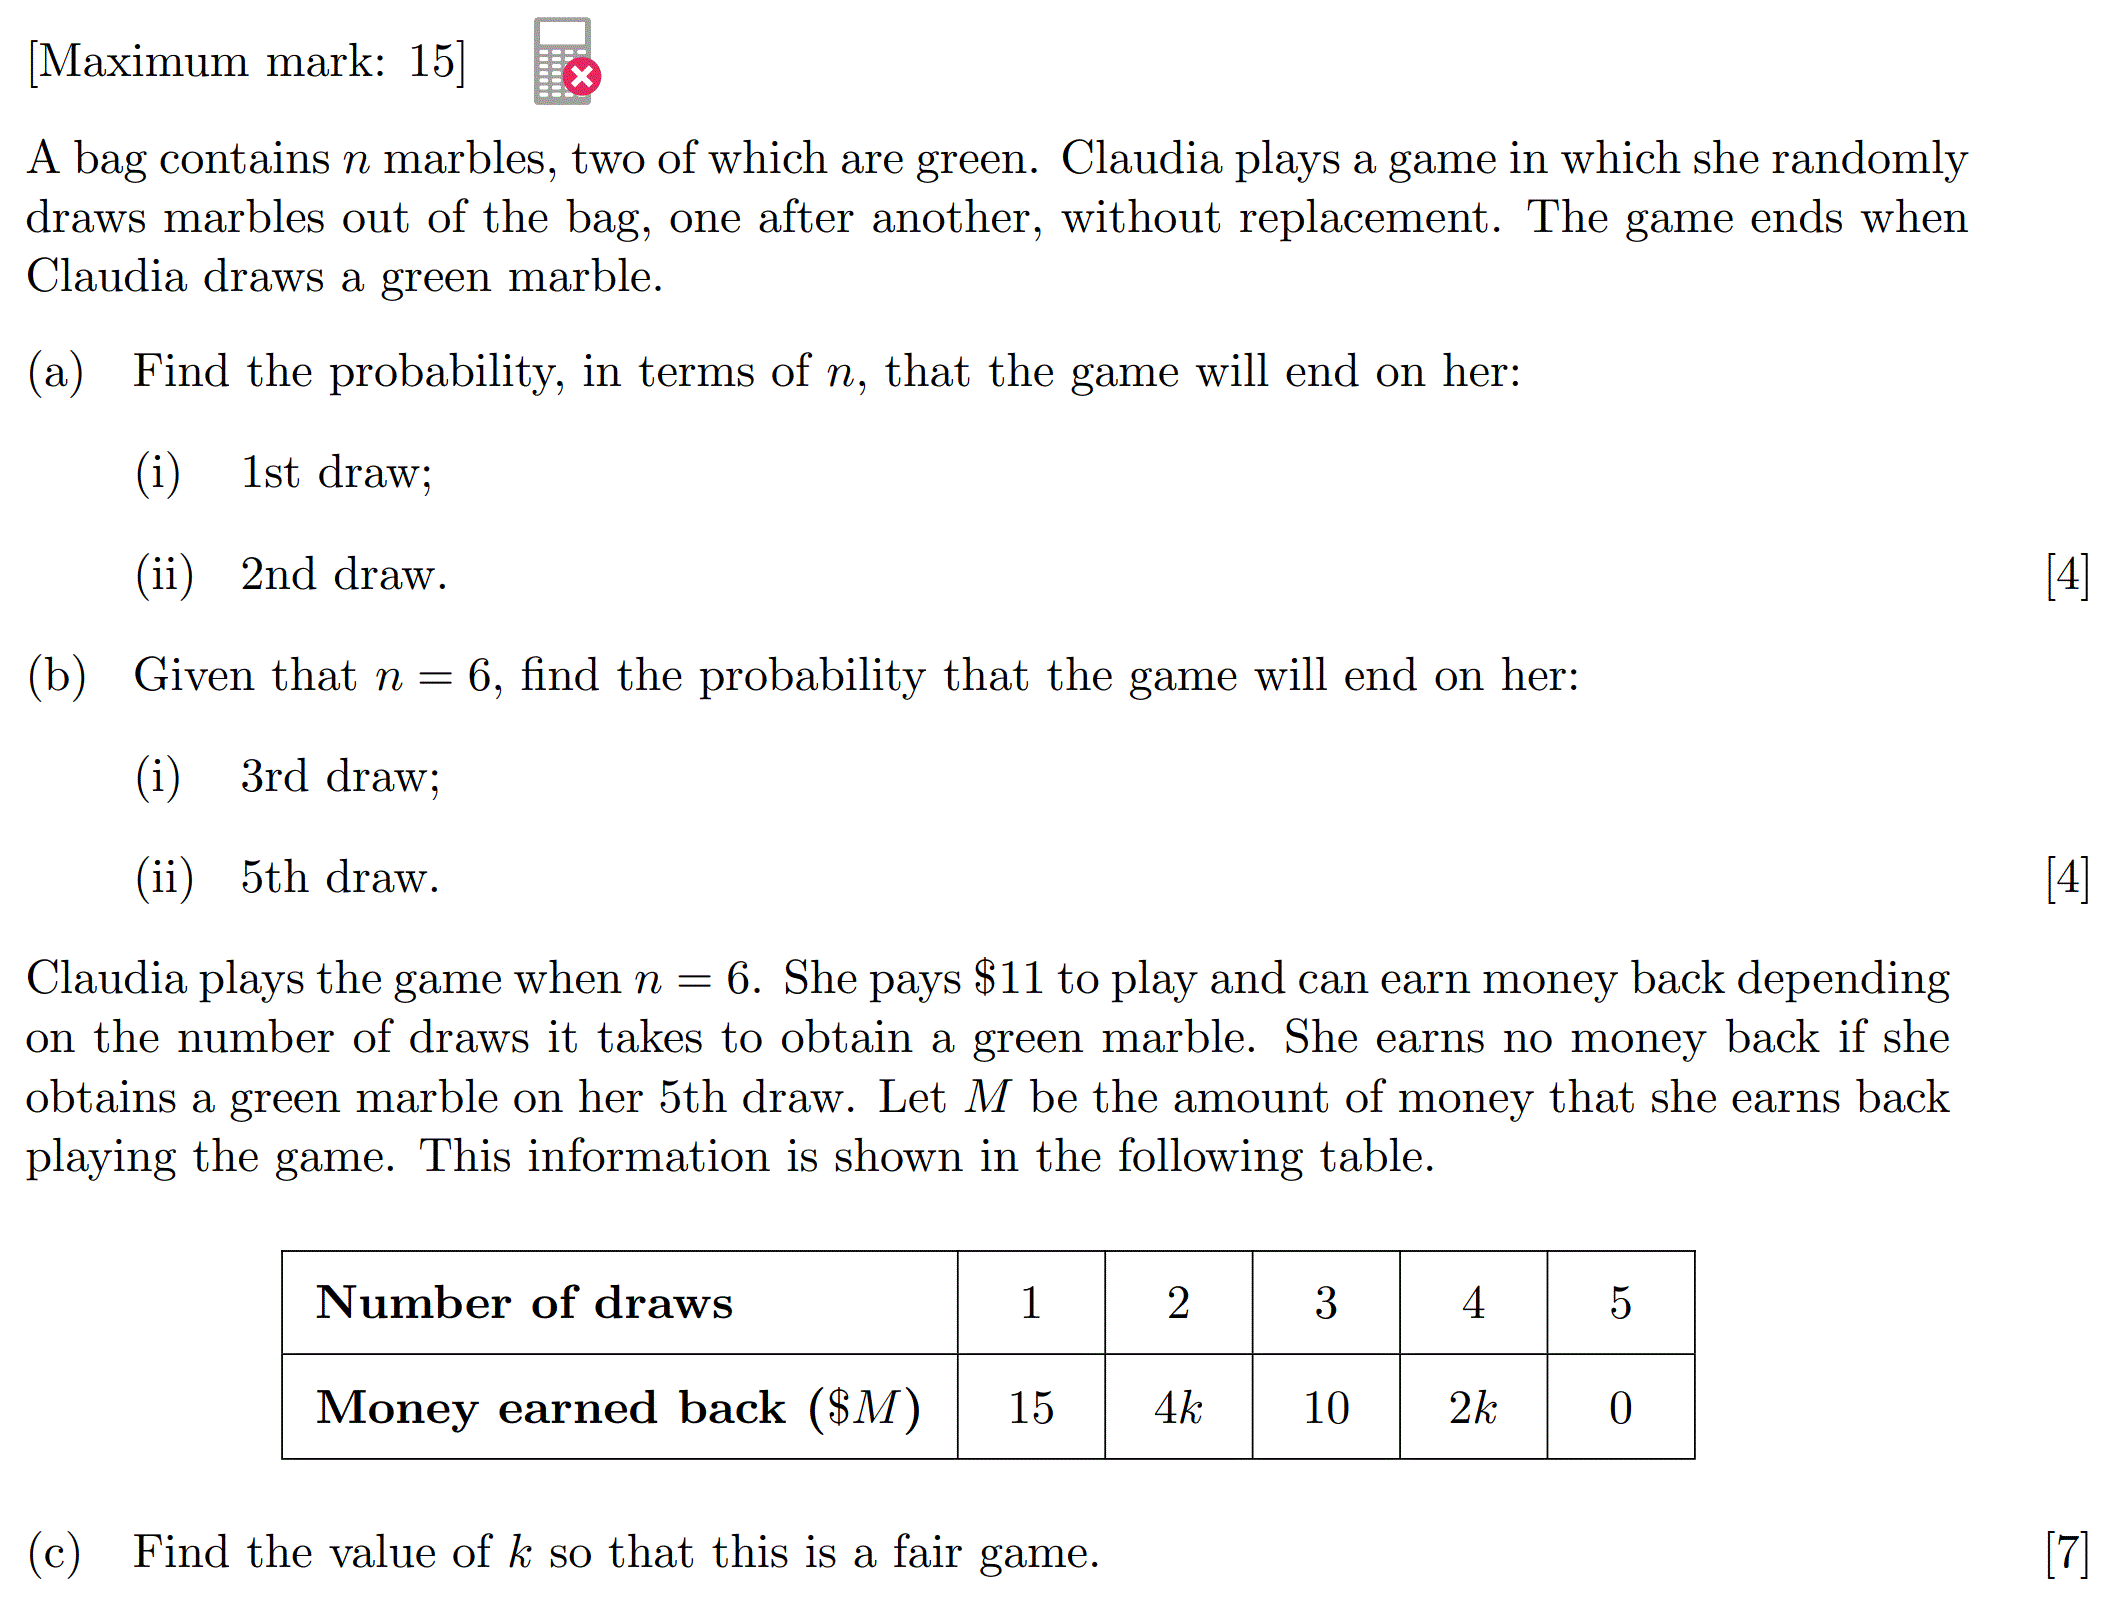 [Maximum mark: 15]
A bag contains n marbles, two of which are green. Claudia plays a game in which she randomly
draws marbles out of the bag, one after another, without replacement. The game ends when
Claudia draws a green marble.
(a) Find the probability, in terms of n, that the game will end on her:
(i) 1st draw;
(ii) 2nd draw. [4]
(b) Given that n = 6, find the probability that the game will end on her:
(i) 3rd draw;
(ii) 5th draw. [4]
Claudia plays the game when n = 6. She pays $11 to play and can earn money back depending
on the number of draws it takes to obtain a green marble. She earns no money back if she
obtains a green marble on her 5th draw. Let M be the amount of money that she earns back
playing the game. This information is shown in the following table.
Number of draws 1 2 3 4 5
Money earned back ($M) 15 4k 10 2k 0
(c) Find the value of k so that this is a fair game. [7]